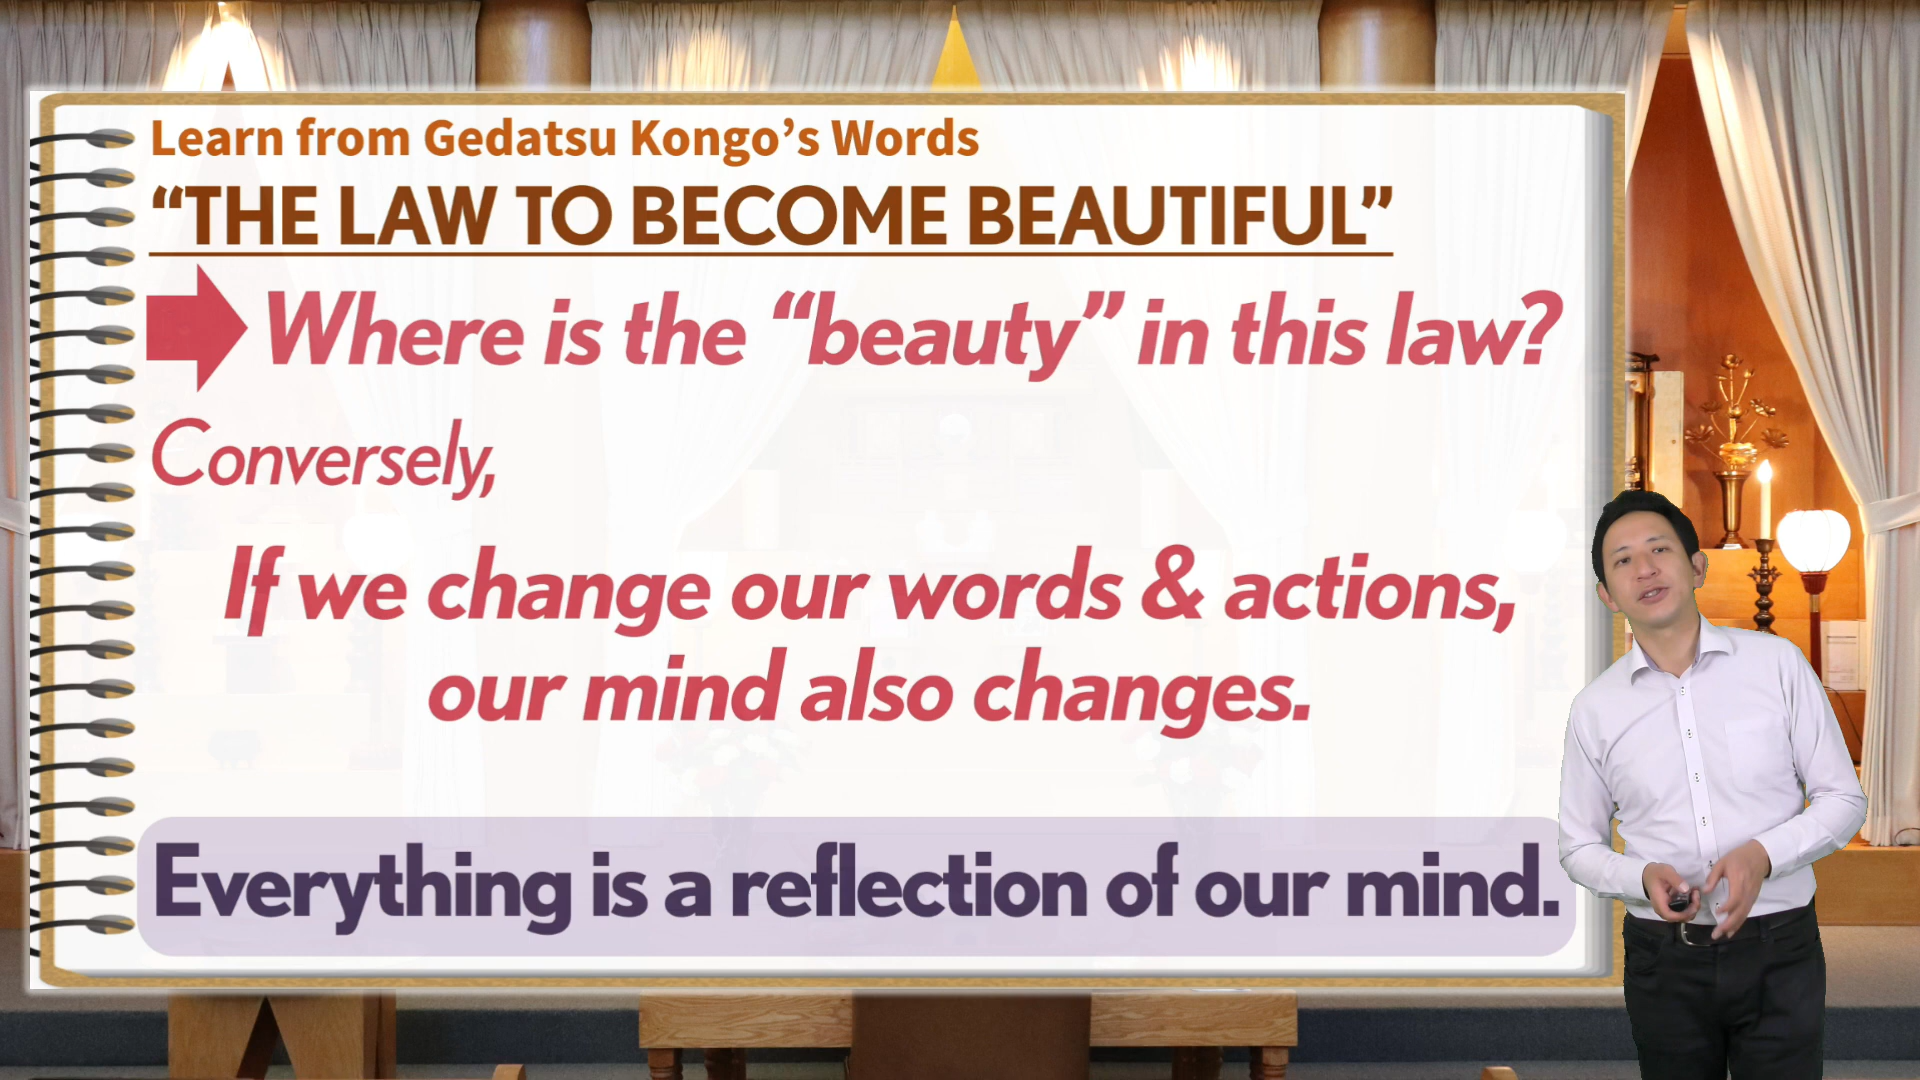 Learn from Gedatsu Kongo’s Words
“THE LAW TO BECOME BEAUTIFUL”
Where is the “beauty” in this law?
Conversely,
If we change our words & actions,
our mind also changes.
Everything is a reflection of our mind.